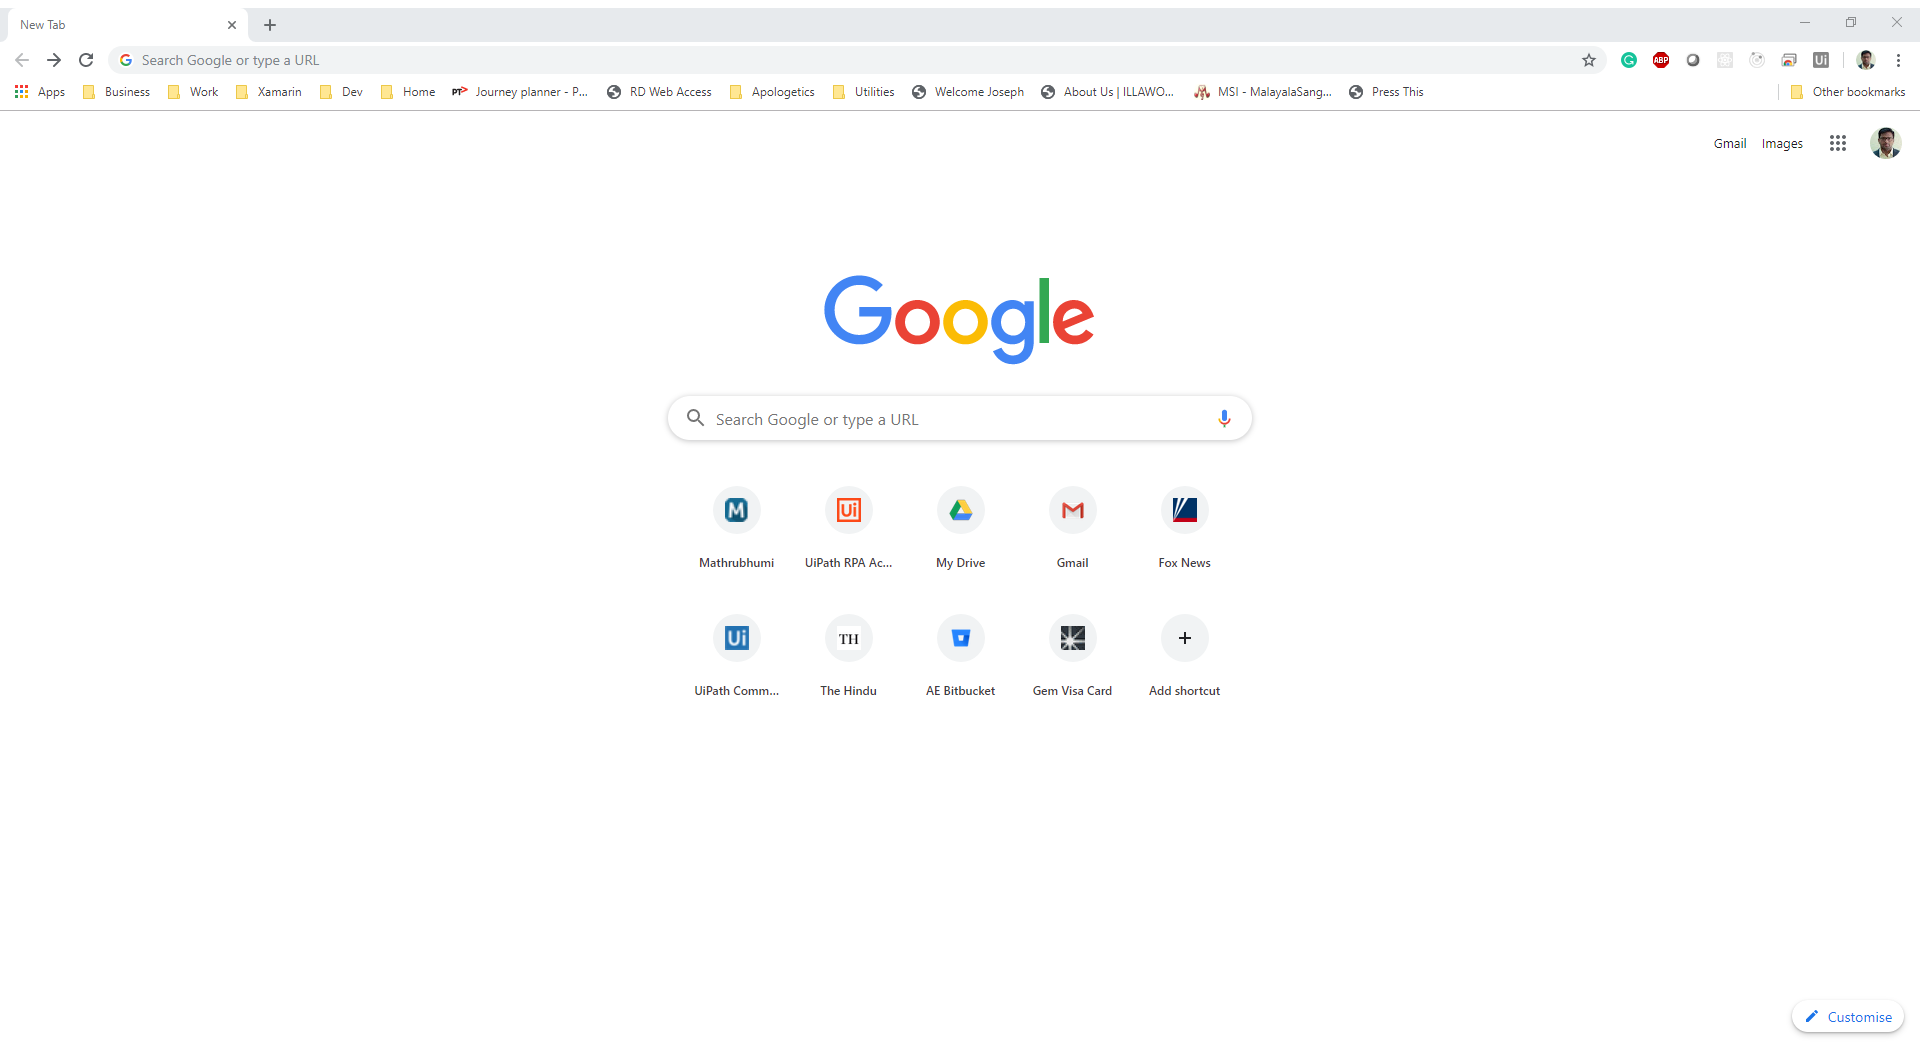 New Tab
Search Google or type a URL
ABP Ui
Apps Business Work Xamarin Dev Home PT> Journey planner - P... RD Web Access Apologetics Utilities Welcome Joseph About Us | ILLAWO... MSI - MalayalaSang... Press This Other bookmarks
Gmail Images
Google
Search Google or type a URL
M Ui
Mathrubhumi UiPath RPA Ac... My Drive Gmail Fox News
Ui TH
UiPath Comm... The Hindu AE Bitbucket Gem Visa Card Add shortcut
Customise